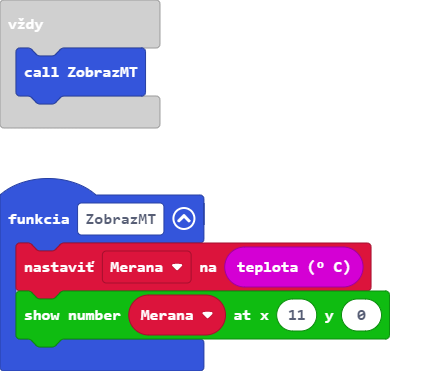 vždy
call ZobrazMT
funkcia ZobrazMT
nastaviť Merana na teplota (º C)
show number Merana at x 11 y 0